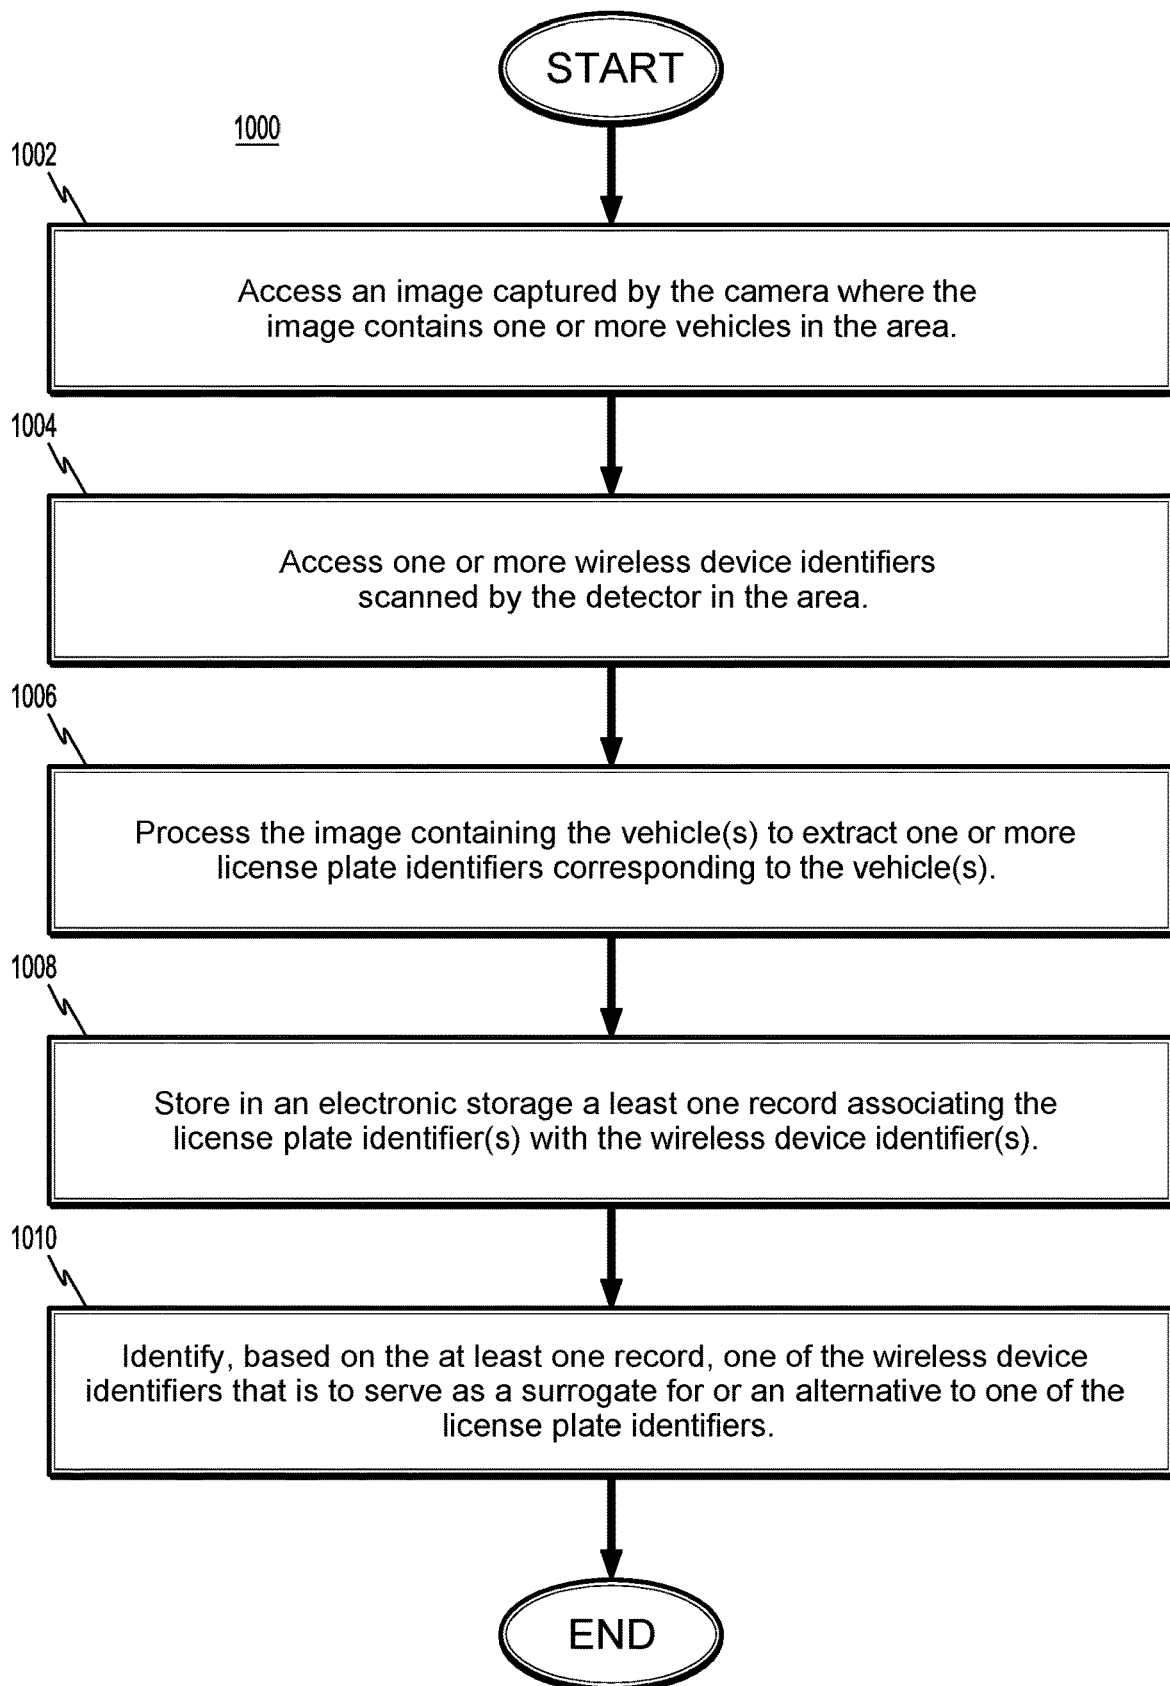 START
1000
1002
Access an image captured by the camera where the
image contains one or more vehicles in the area.
1004
Access one or more wireless device identifiers
scanned by the detector in the area.
1006
Process the image containing the vehicle(s) to extract one or more
license plate identifiers corresponding to the vehicle(s).
1008
Store in an electronic storage a least one record associating the
license plate identifier(s) with the wireless device identifier(s).
1010
Identify, based on the at least one record, one of the wireless device
identifiers that is to serve as a surrogate for or an alternative to one of the
license plate identifiers.
END